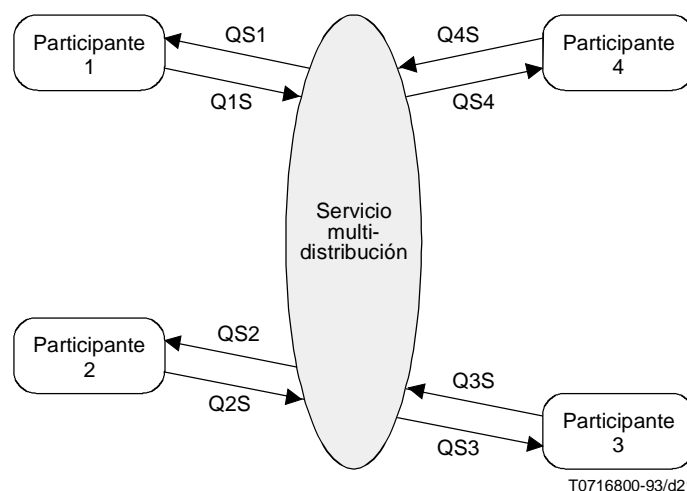 Participante
1
QS1
Q1S
Q4S
QS4
Participante
4
Servicio
multi-
distribución
Participante
2
QS2
Q2S
Q3S
QS3
Participante
3
T0716800-93/d2